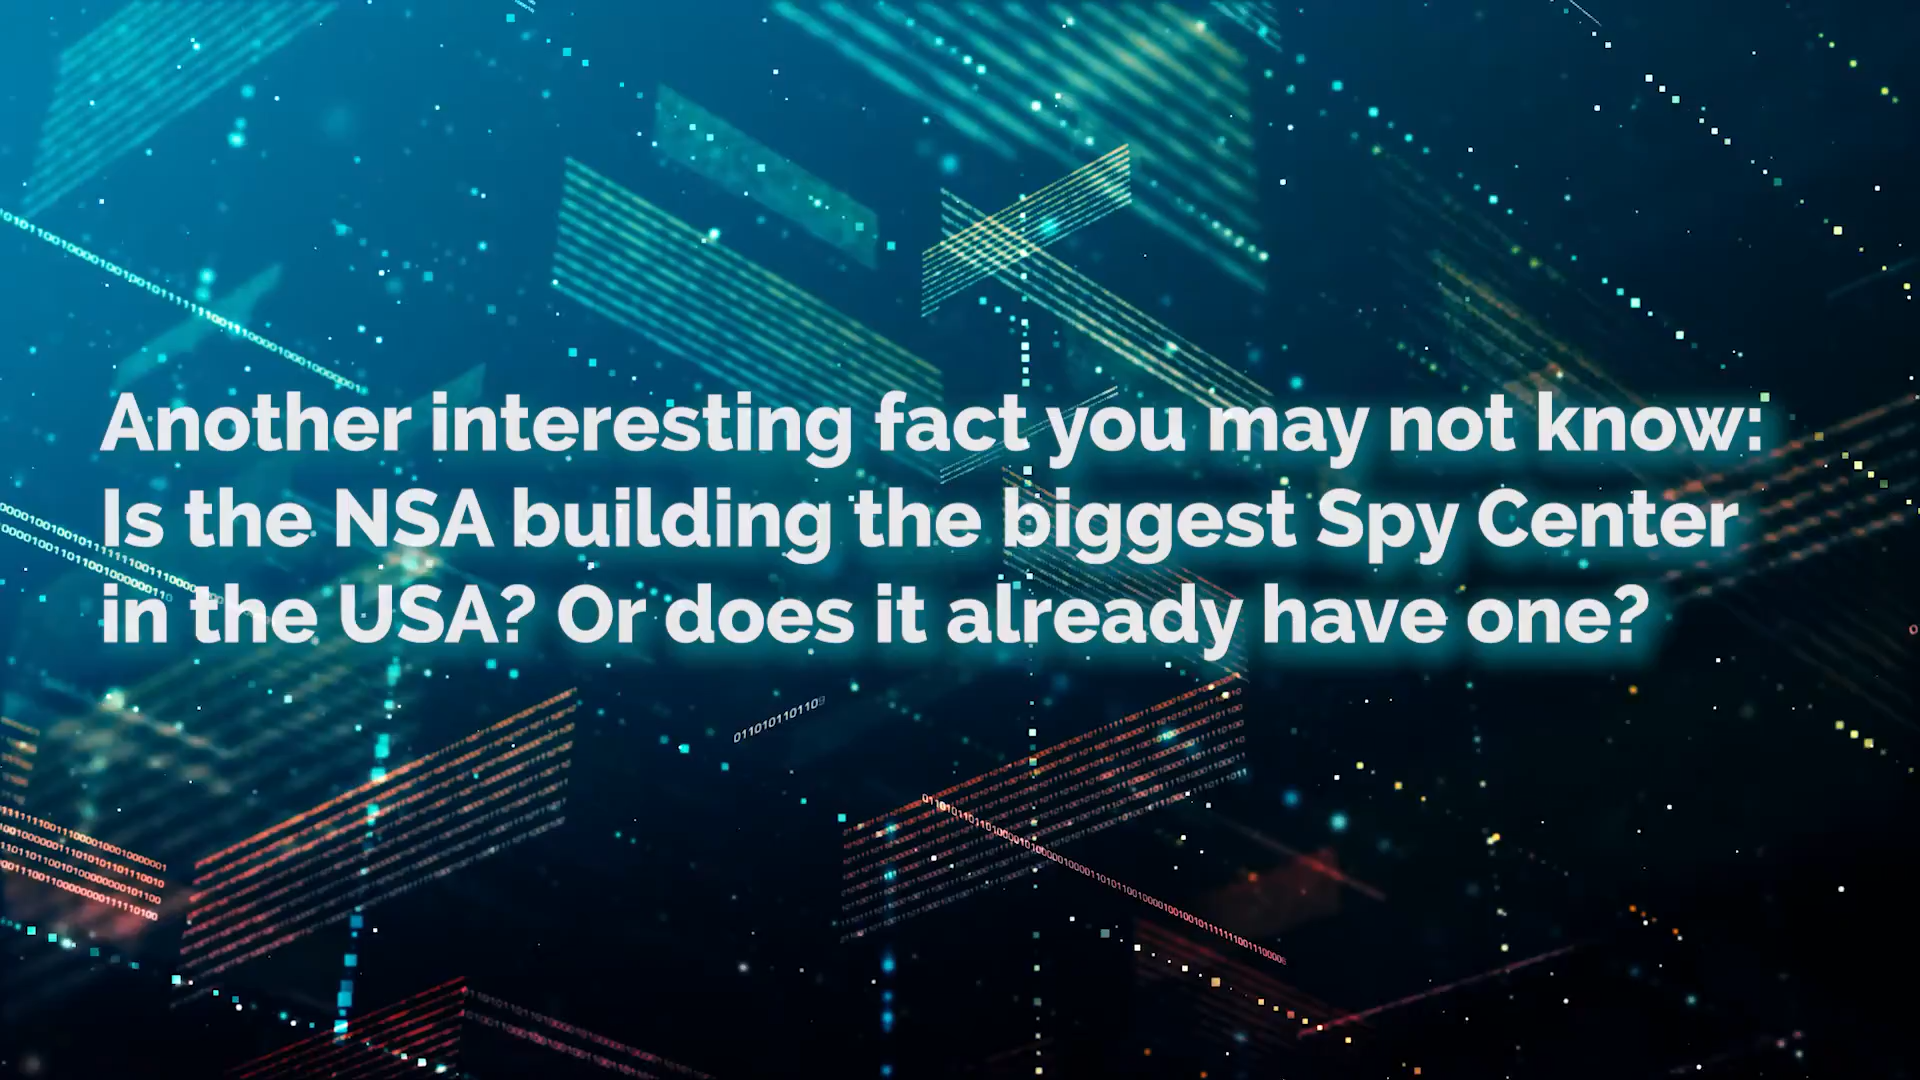 Another interesting fact you may not know:
Is the NSA building the biggest Spy Center
in the USA? Or does it already have one?